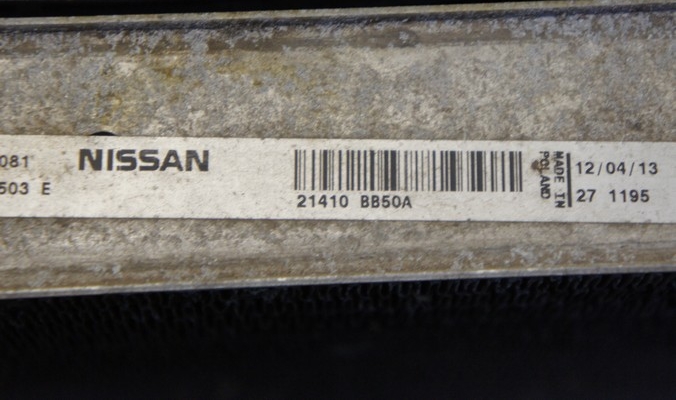 081
503 E
NISSAN
21410 BB50A
MADE IN
POLAND
12/04/13
27 1195